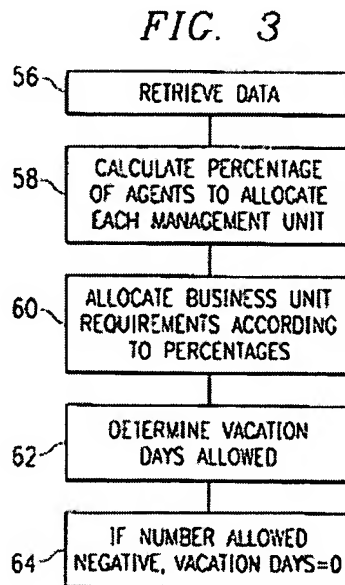 FIG. 3
56
RETRIEVE DATA
58
CALCULATE PERCENTAGE
OF AGENTS TO ALLOCATE
EACH MANAGEMENT UNIT
60
ALLOCATE BUSINESS UNIT
REQUIREMENTS ACCORDING
TO PERCENTAGES
62
DETERMINE VACATION
DAYS ALLOWED
64
IF NUMBER ALLOWED
NEGATIVE, VACATION DAYS=0